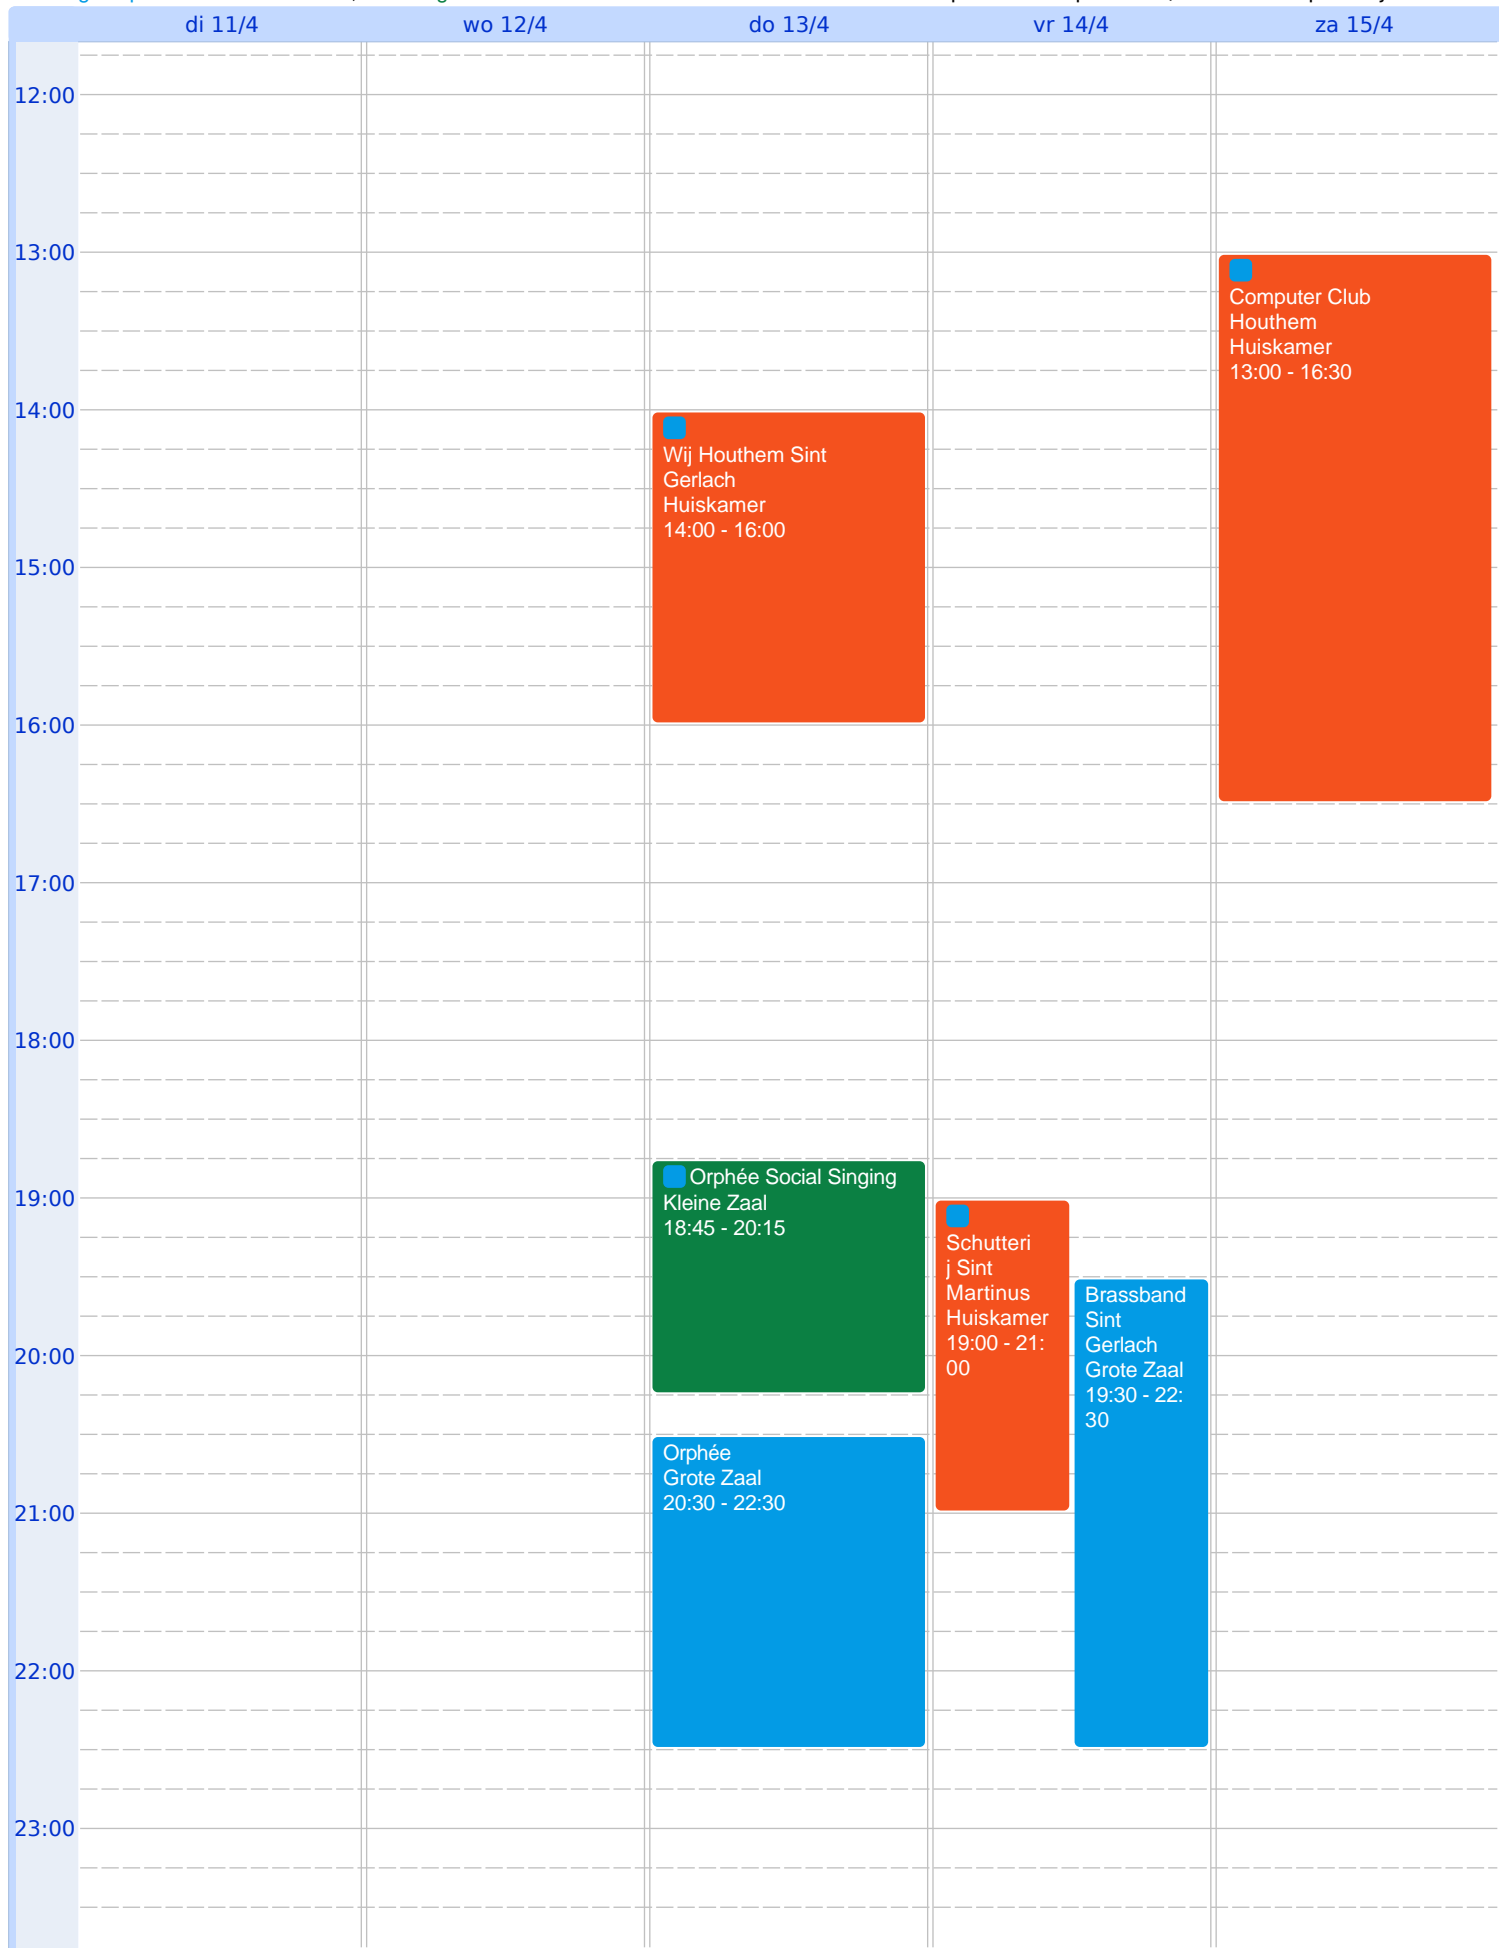 di 11/4
wo 12/4
do 13/4
vr 14/4
za 15/4
12:00
13:00
14:00
15:00
16:00
17:00
18:00
19:00
20:00
21:00
22:00
23:00
Wij Houthem Sint
Gerlach
Huiskamer
14:00 - 16:00
Orphée Social Singing
Kleine Zaal
18:45 - 20:15
Orphée
Grote Zaal
20:30 - 22:30
Schutteri
j Sint
Martinus
Huiskamer
19:00 - 21:
00
Brassband
Sint
Gerlach
Grote Zaal
19:30 - 22:
30
Computer Club
Houthem
Huiskamer
13:00 - 16:30